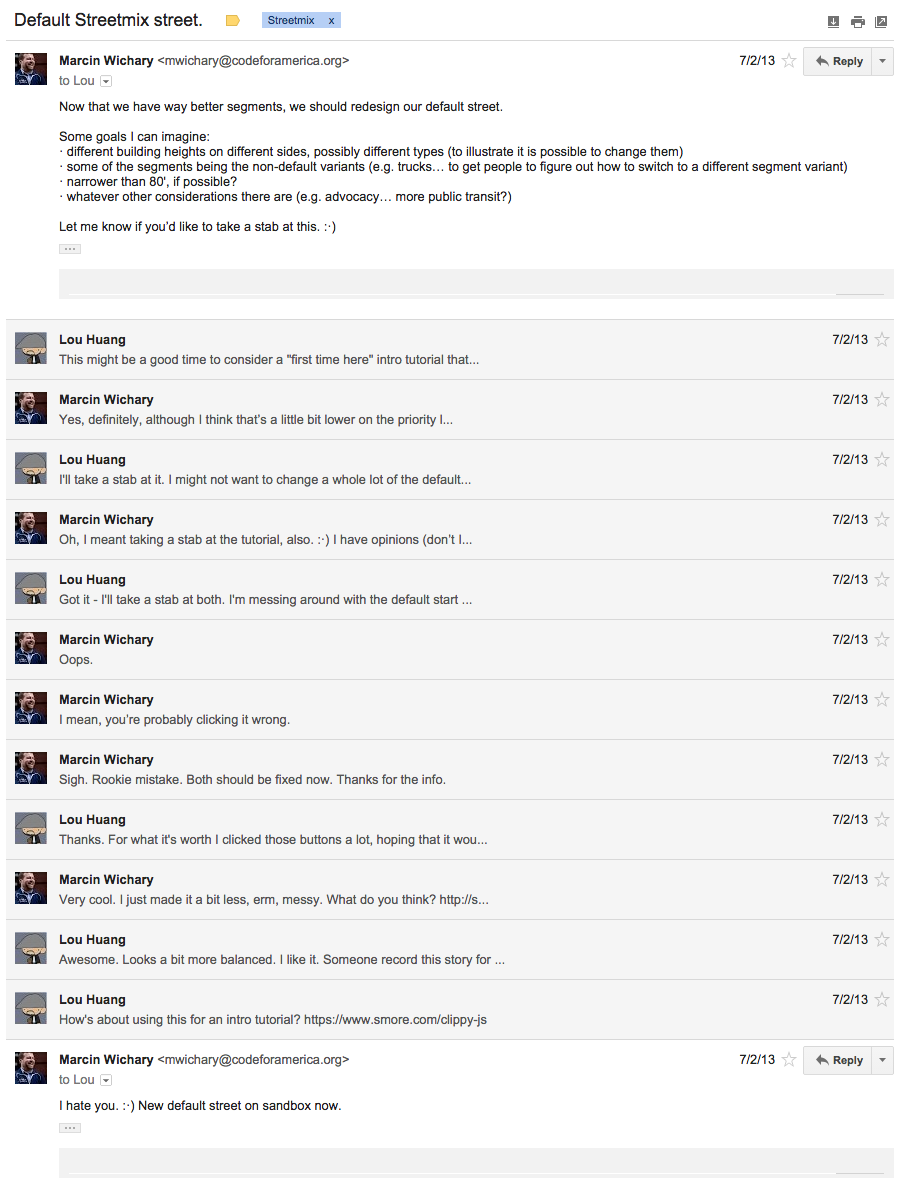 Default Streetmix street.
Streetmix x
Marcin Wichary <mwichary@codeforamerica.org>
7/2/13
Reply
to Lou
Now that we have way better segments, we should redesign our default street.
Some goals I can imagine:
· different building heights on different sides, possibly different types (to illustrate it is possible to change them)
· some of the segments being the non-default variants (e.g. trucks… to get people to figure out how to switch to a different segment variant)
· narrower than 80', if possible?
· whatever other considerations there are (e.g. advocacy… more public transit?)
Let me know if you’d like to take a stab at this. :·)
Lou Huang
7/2/13
This might be a good time to consider a "first time here" intro tutorial that...
Marcin Wichary
7/2/13
Yes, definitely, although I think that’s a little bit lower on the priority l...
Lou Huang
7/2/13
I'll take a stab at it. I might not want to change a whole lot of the default...
Marcin Wichary
7/2/13
Oh, I meant taking a stab at the tutorial, also. :·) I have opinions (don’t l...
Lou Huang
7/2/13
Got it - I'll take a stab at both. I'm messing around with the default start ...
Marcin Wichary
7/2/13
Oops.
Marcin Wichary
7/2/13
I mean, you’re probably clicking it wrong.
Marcin Wichary
7/2/13
Sigh. Rookie mistake. Both should be fixed now. Thanks for the info.
Lou Huang
7/2/13
Thanks. For what it's worth I clicked those buttons a lot, hoping that it wou...
Marcin Wichary
7/2/13
Very cool. I just made it a bit less, erm, messy. What do you think? http://s...
Lou Huang
7/2/13
Awesome. Looks a bit more balanced. I like it. Someone record this story for ...
Lou Huang
7/2/13
How's about using this for an intro tutorial? https://www.smore.com/clippy-js
Marcin Wichary <mwichary@codeforamerica.org>
7/2/13
Reply
to Lou
I hate you. :·) New default street on sandbox now.